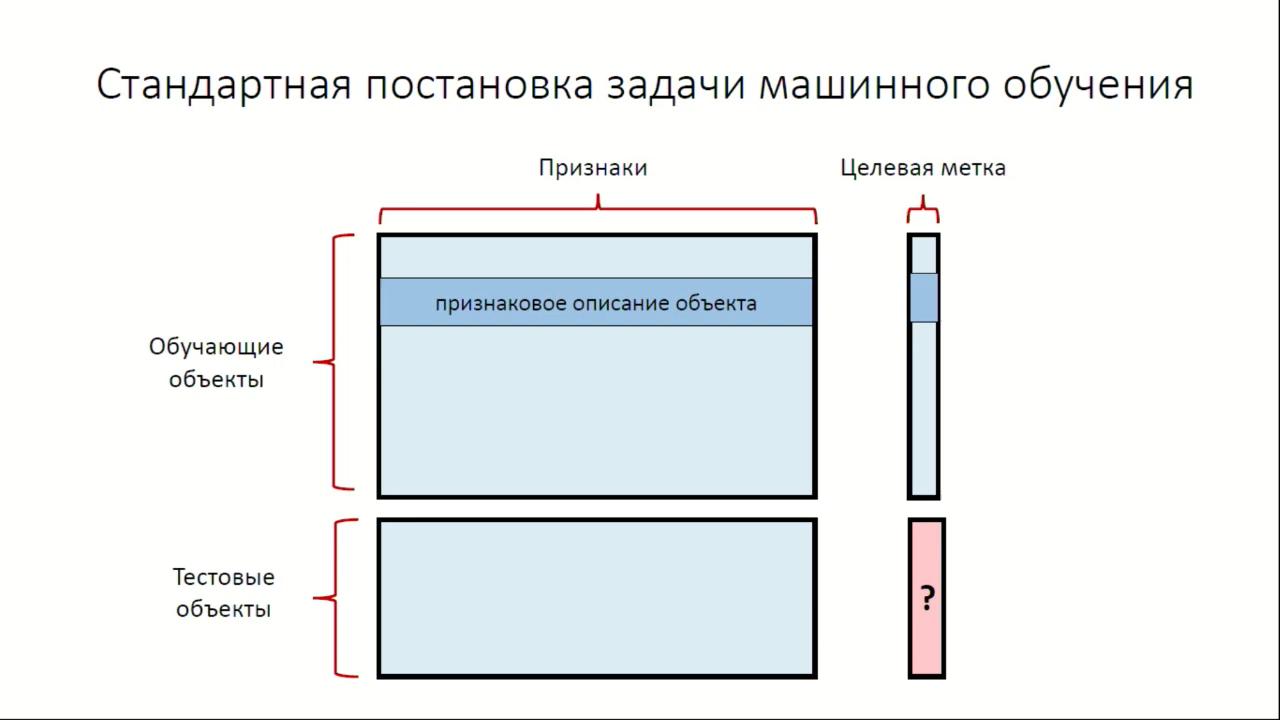 Стандартная постановка задачи машинного обучения
Признаки
Целевая метка
признаковое описание объекта
Обучающие
объекты
Тестовые
объекты
?